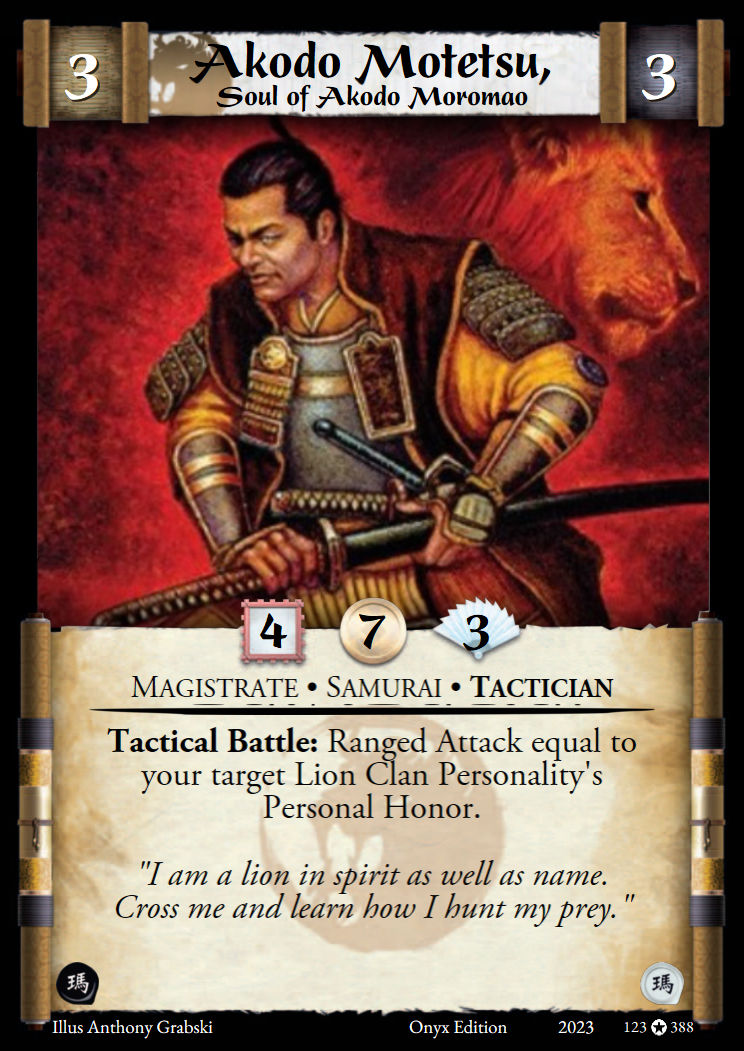 3
Akodo Motetsu,
3
Soul of Akodo Moromao
4 7 3
MAGISTRATE • SAMURAI • TACTICIAN
Tactical Battle: Ranged Attack equal to
your target Lion Clan Personality's
Personal Honor.
"I am a lion in spirit as well as name.
Cross me and learn how I hunt my prey."
瑪 瑪
Illus Anthony Grabski Onyx Edition 2023 123 388